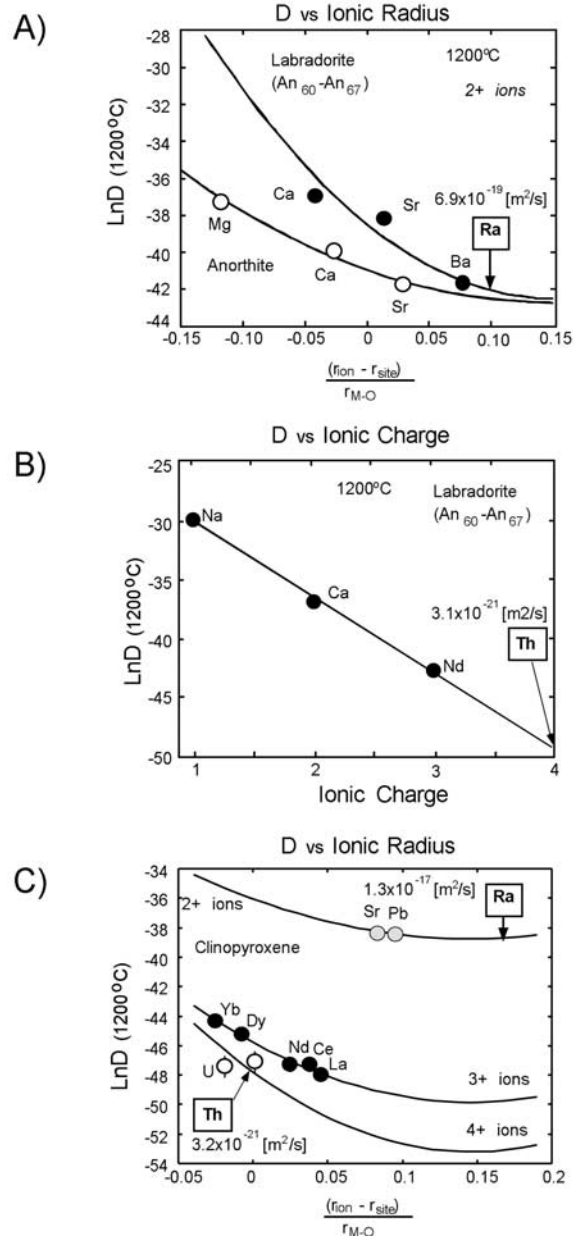 A)
D vs Ionic Radius
-28
-30
-32
-34
-36
-38
-40
-42
-44
LnD (1200°C)
Labradorite
(An60-An67)
1200°C
2+ ions
Ca
Sr
6.9x10-19[m²/s]
Ra
Mg
Ba
Anorthite
Ca
Sr
-0.15 -0.10 -0.05 0 0.05 0.10 0.15
(rion - rsite)
rM-O
B)
D vs Ionic Charge
-25
-30
-35
-40
-45
-50
LnD (1200°C)
1200°C
Labradorite
(An60-An67)
Na
Ca
3.1x10-21[m2/s]
Th
Nd
1 2 3 4
Ionic Charge
C)
D vs Ionic Radius
-34
-36
-38
-40
-42
-44
-46
-48
-50
-52
-54
LnD (1200°C)
2+ ions
1.3x10-17[m²/s]
Sr Pb
Ra
Clinopyroxene
Yb
Dy
Nd Ce
La
U
Th
3.2x10-21[m²/s]
3+ ions
4+ ions
-0.05 0 0.05 0.1 0.15 0.2
(rion - rsite)
rM-O